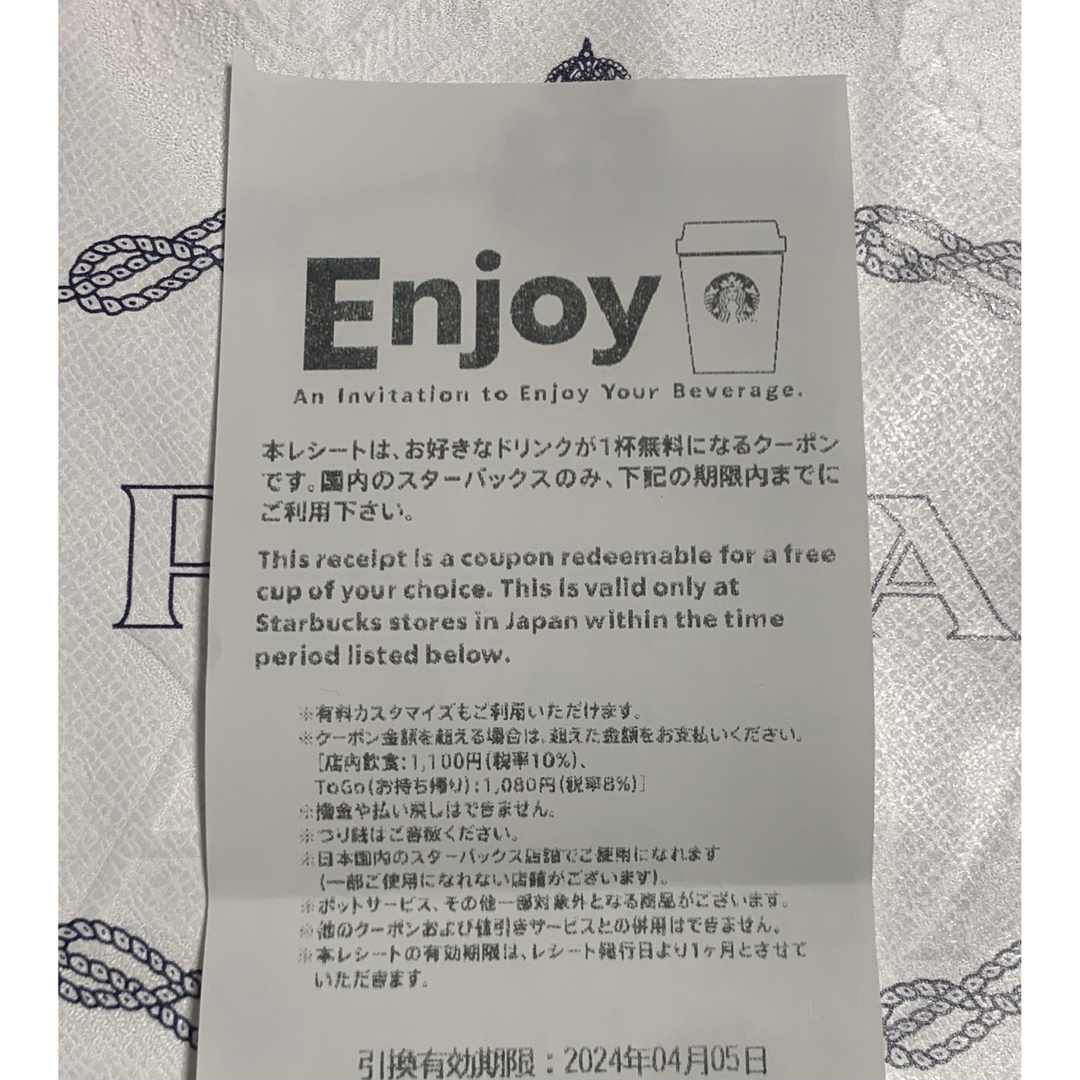 Enjoy
An Invitation to Enjoy Your Beverage.
本レシートは、お好きなドリンクが1杯無料になるクーポン
です。国内のスターバックスのみ、下記の期限内までに
ご利用下さい。
This receipt is a coupon redeemable for a free
cup of your choice. This is valid only at
Starbucks stores in Japan within the time
period listed below.
※有料カスタマイズもご利用いただけます。
※クーポン金額を超える場合は、超えた金額をお支払いください。
[店内飲食:1,100円(税率10%)、
ToGo(お持ち帰り):1,080円(税率8%)]
※換金や払い戻しはできません。
※つり銭はご容赦ください。
※日本国内のスターバックス店舗でご使用になれます
(一部ご使用になれない店舗がございます)。
※ポットサービス、その他一部対象外となる商品がございます。
※他のクーポンおよび値引きサービスとの併用はできません。
※本レシートの有効期限は、レシート発行日より1ヶ月とさせて
いただきます。
引換有効期限：2024年04月05日